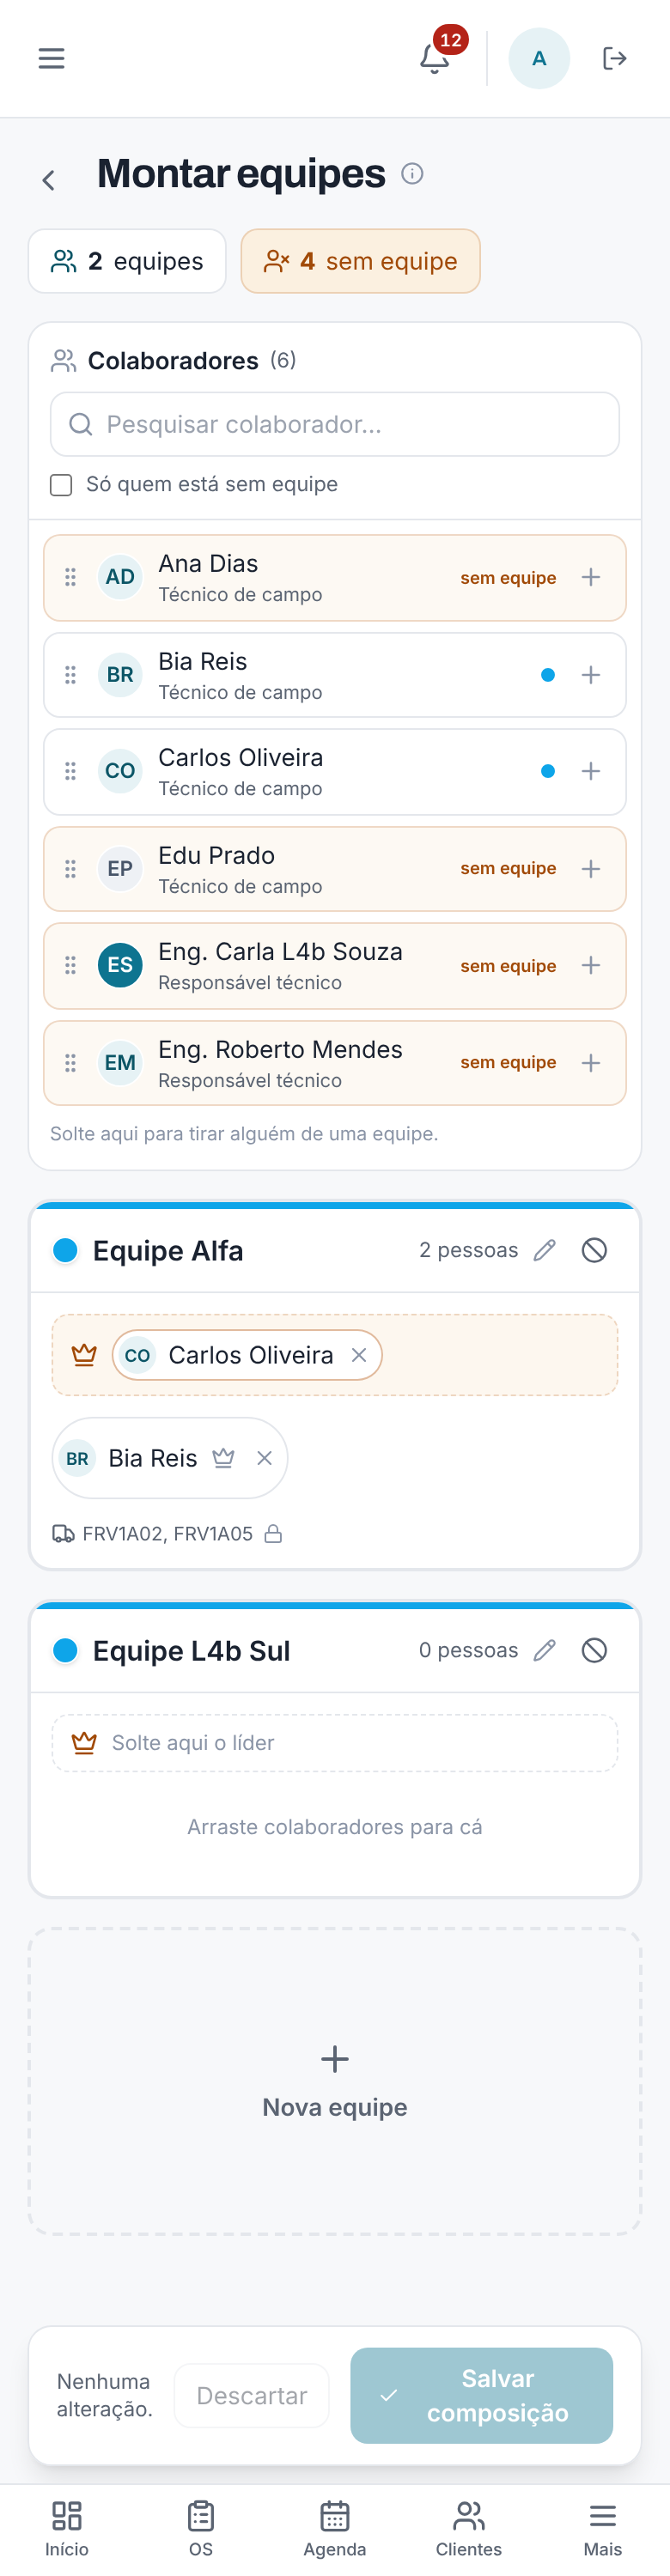 12
A
Montar equipes
2 equipes
4 sem equipe
Colaboradores (6)
Pesquisar colaborador...
Só quem está sem equipe
AD
Ana Dias
Técnico de campo
sem equipe
BR
Bia Reis
Técnico de campo
CO
Carlos Oliveira
Técnico de campo
EP
Edu Prado
Técnico de campo
sem equipe
ES
Eng. Carla L4b Souza
Responsável técnico
sem equipe
EM
Eng. Roberto Mendes
Responsável técnico
sem equipe
Solte aqui para tirar alguém de uma equipe.
Equipe Alfa
2 pessoas
CO Carlos Oliveira
BR Bia Reis
FRV1A02, FRV1A05
Equipe L4b Sul
0 pessoas
Solte aqui o líder
Arraste colaboradores para cá
Nova equipe
Nenhuma
alteração.
Descartar
Salvar
composição
Início
OS
Agenda
Clientes
Mais